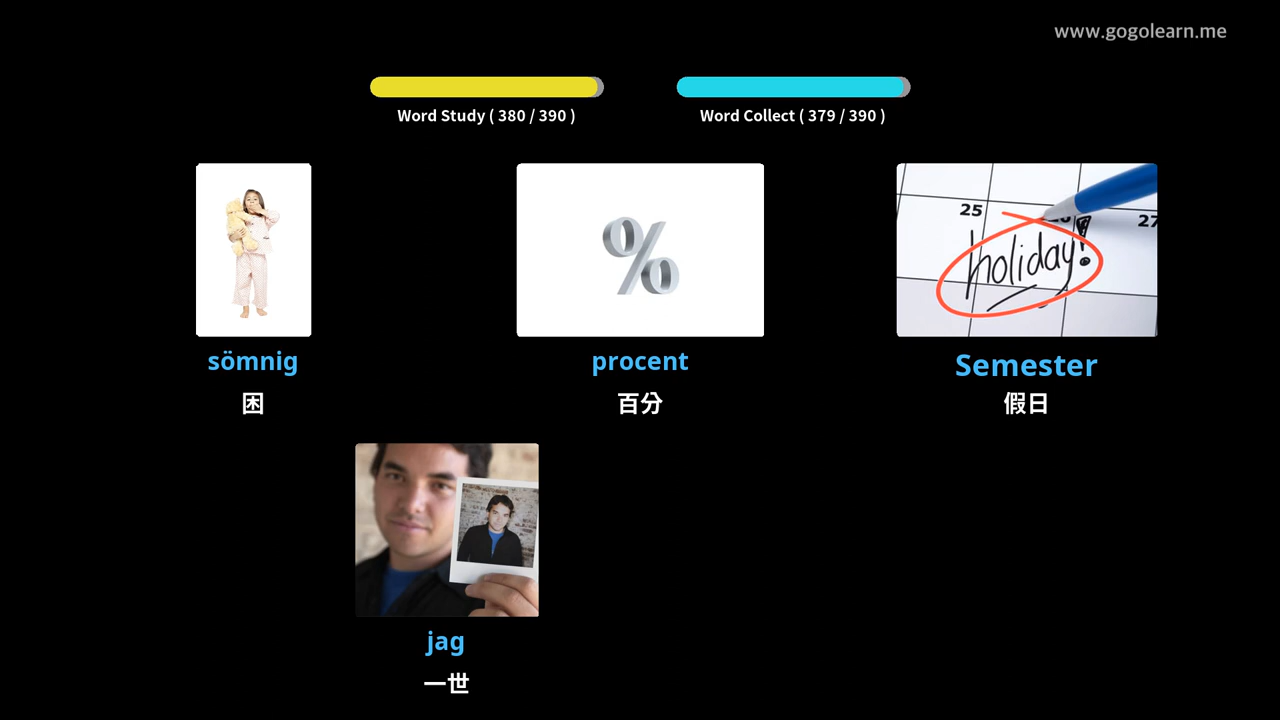 www.gogolearn.me
Word Study ( 380 / 390 )
Word Collect ( 379 / 390 )
25
27
holiday!
sömnig
procent
Semester
困
百分
假日
jag
一世